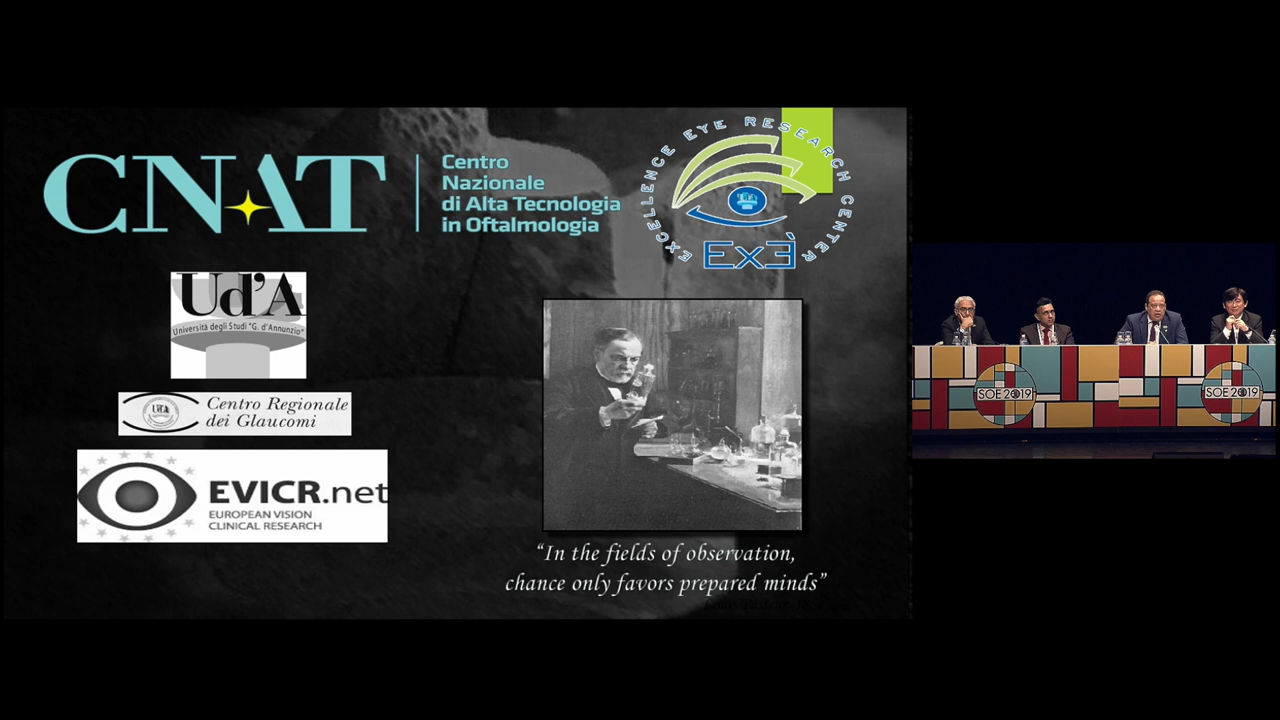 CNAT
Centro
Nazionale
di Alta Tecnologia
in Oftalmologia
EXCELLENCE EYE RESEARCH CENTER
ExÈ
Ud'A
Università degli Studi "G. d'Annunzio"
UdA
Centro Regionale
dei Glaucomi
EVICR.net
EUROPEAN VISION
CLINICAL RESEARCH
“In the fields of observation,
chance only favors prepared minds”
SOE 2019
SOE 2019